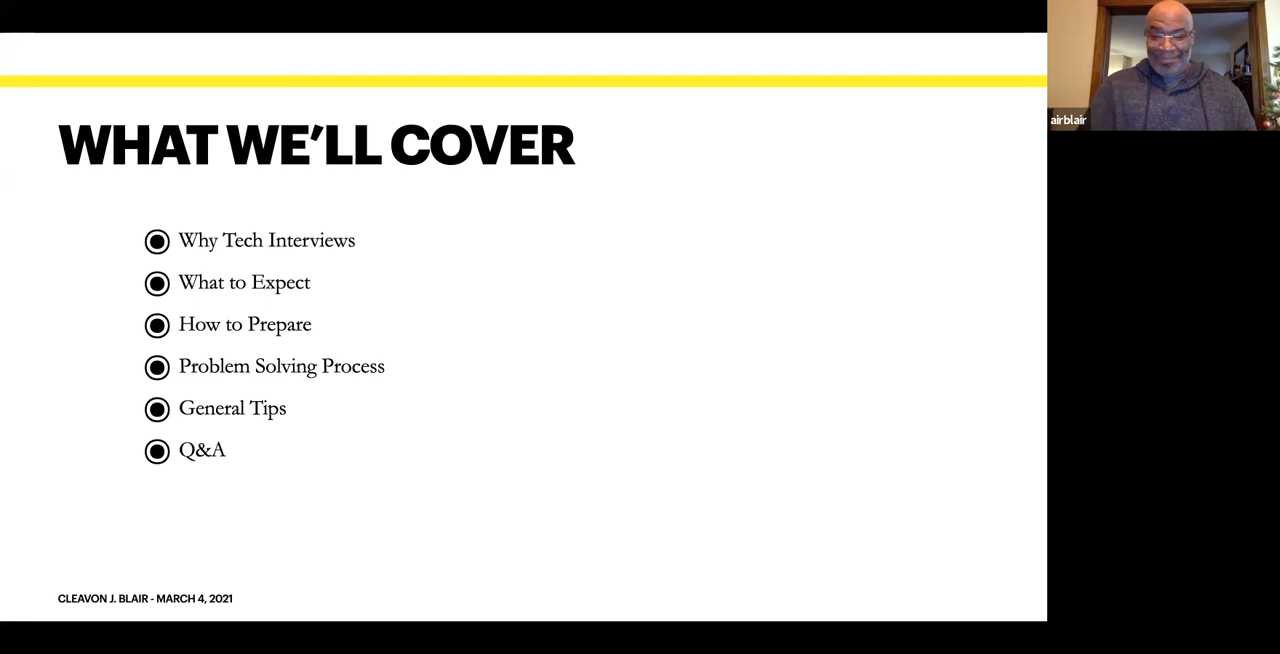 WHAT WE’LL COVER
Why Tech Interviews
What to Expect
How to Prepare
Problem Solving Process
General Tips
Q&A
CLEAVON J. BLAIR - MARCH 4, 2021
airblair